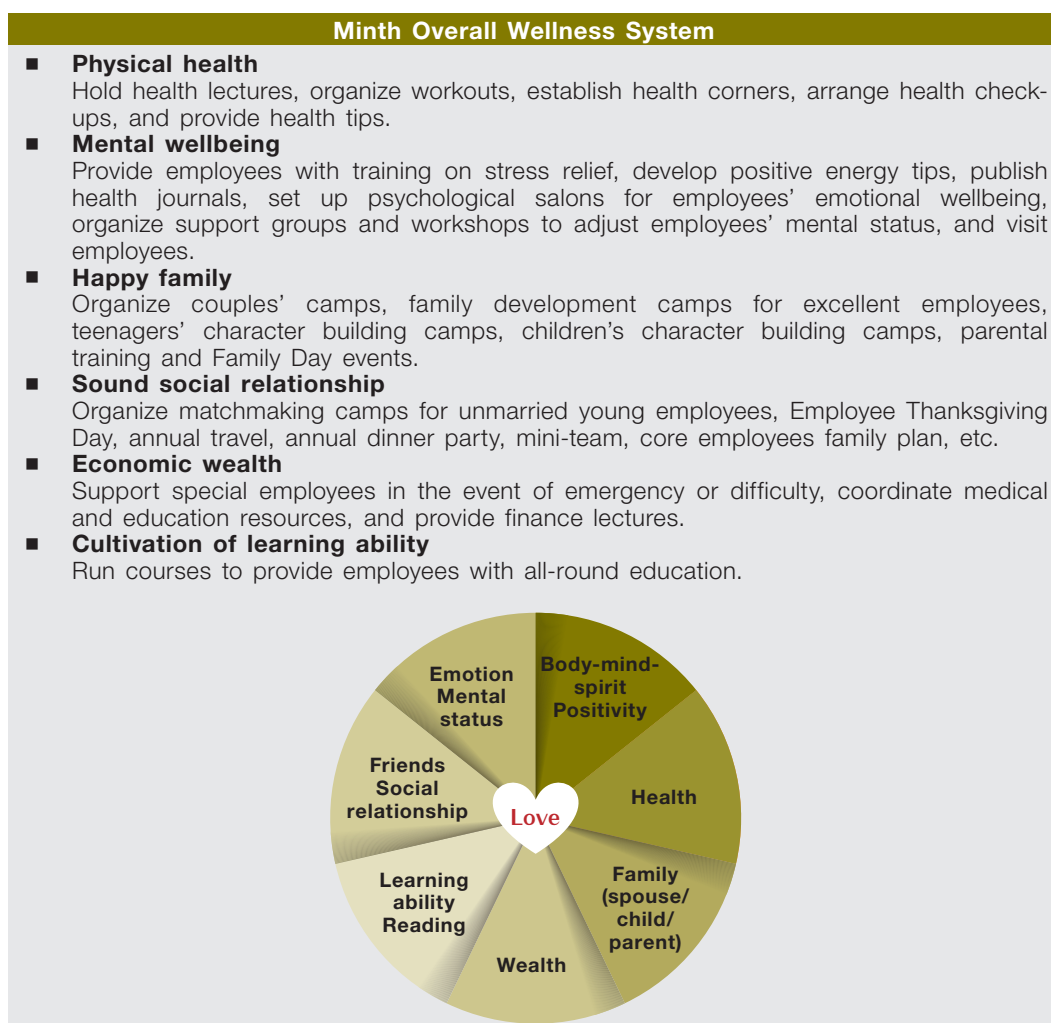 Minth Overall Wellness System
■ Physical health
Hold health lectures, organize workouts, establish health corners, arrange health check-
ups, and provide health tips.
■ Mental wellbeing
Provide employees with training on stress relief, develop positive energy tips, publish
health journals, set up psychological salons for employees’ emotional wellbeing,
organize support groups and workshops to adjust employees’ mental status, and visit
employees.
■ Happy family
Organize couples’ camps, family development camps for excellent employees,
teenagers’ character building camps, children’s character building camps, parental
training and Family Day events.
■ Sound social relationship
Organize matchmaking camps for unmarried young employees, Employee Thanksgiving
Day, annual travel, annual dinner party, mini-team, core employees family plan, etc.
■ Economic wealth
Support special employees in the event of emergency or difficulty, coordinate medical
and education resources, and provide finance lectures.
■ Cultivation of learning ability
Run courses to provide employees with all-round education.
Body-mind-
spirit
Positivity
Health
Family
(spouse/
child/
parent)
Wealth
Learning
ability
Reading
Friends
Social
relationship
Emotion
Mental
status
Love